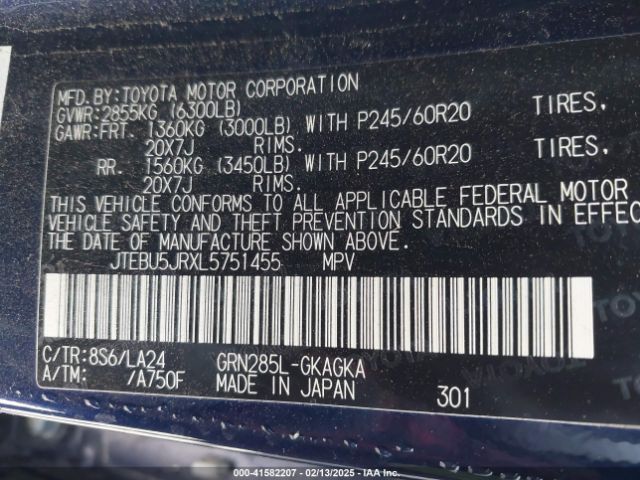 MFD.BY:TOYOTA MOTOR CORPORATION
GVWR:2855KG (6300LB)
GAWR:FRT. 1360KG (3000LB) WITH P245/60R20 TIRES,
20X7J RIMS.
RR. 1560KG (3450LB) WITH P245/60R20 TIRES,
20X7J RIMS.
THIS VEHICLE CONFORMS TO ALL APPLICABLE FEDERAL MOTOR
VEHICLE SAFETY AND THEFT PREVENTION STANDARDS IN EFFEC
THE DATE OF MANUFACTURE SHOWN ABOVE.
JTEBU5JRXL5751455 MPV
C/TR:8S6/LA24 GRN285L-GKAGKA
A/TM: /A750F MADE IN JAPAN 301
000-41582207 - 02/13/2025 - IAA Inc.